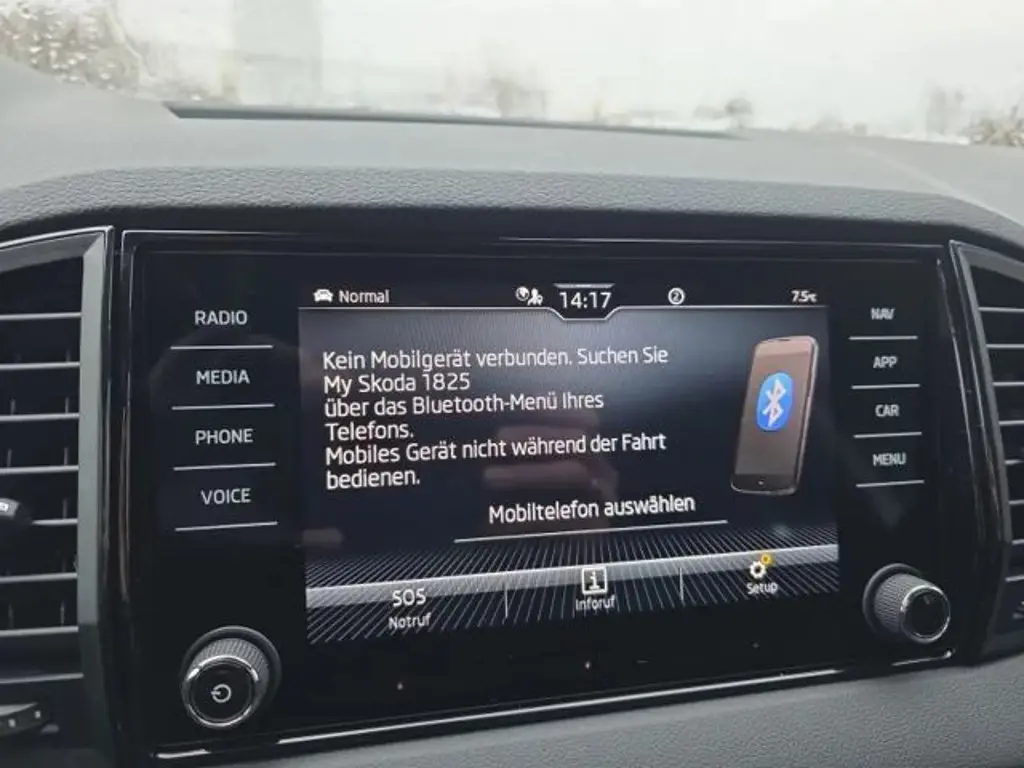 Normal
14:17
2
7.5°C
RADIO
MEDIA
PHONE
VOICE
Kein Mobilgerät verbunden. Suchen Sie
My Skoda 1825
über das Bluetooth-Menü Ihres
Telefons.
Mobiles Gerät nicht während der Fahrt
bedienen.
Mobiltelefon auswählen
SOS
Notruf
i
Inforuf
Setup
NAV
APP
CAR
MENU